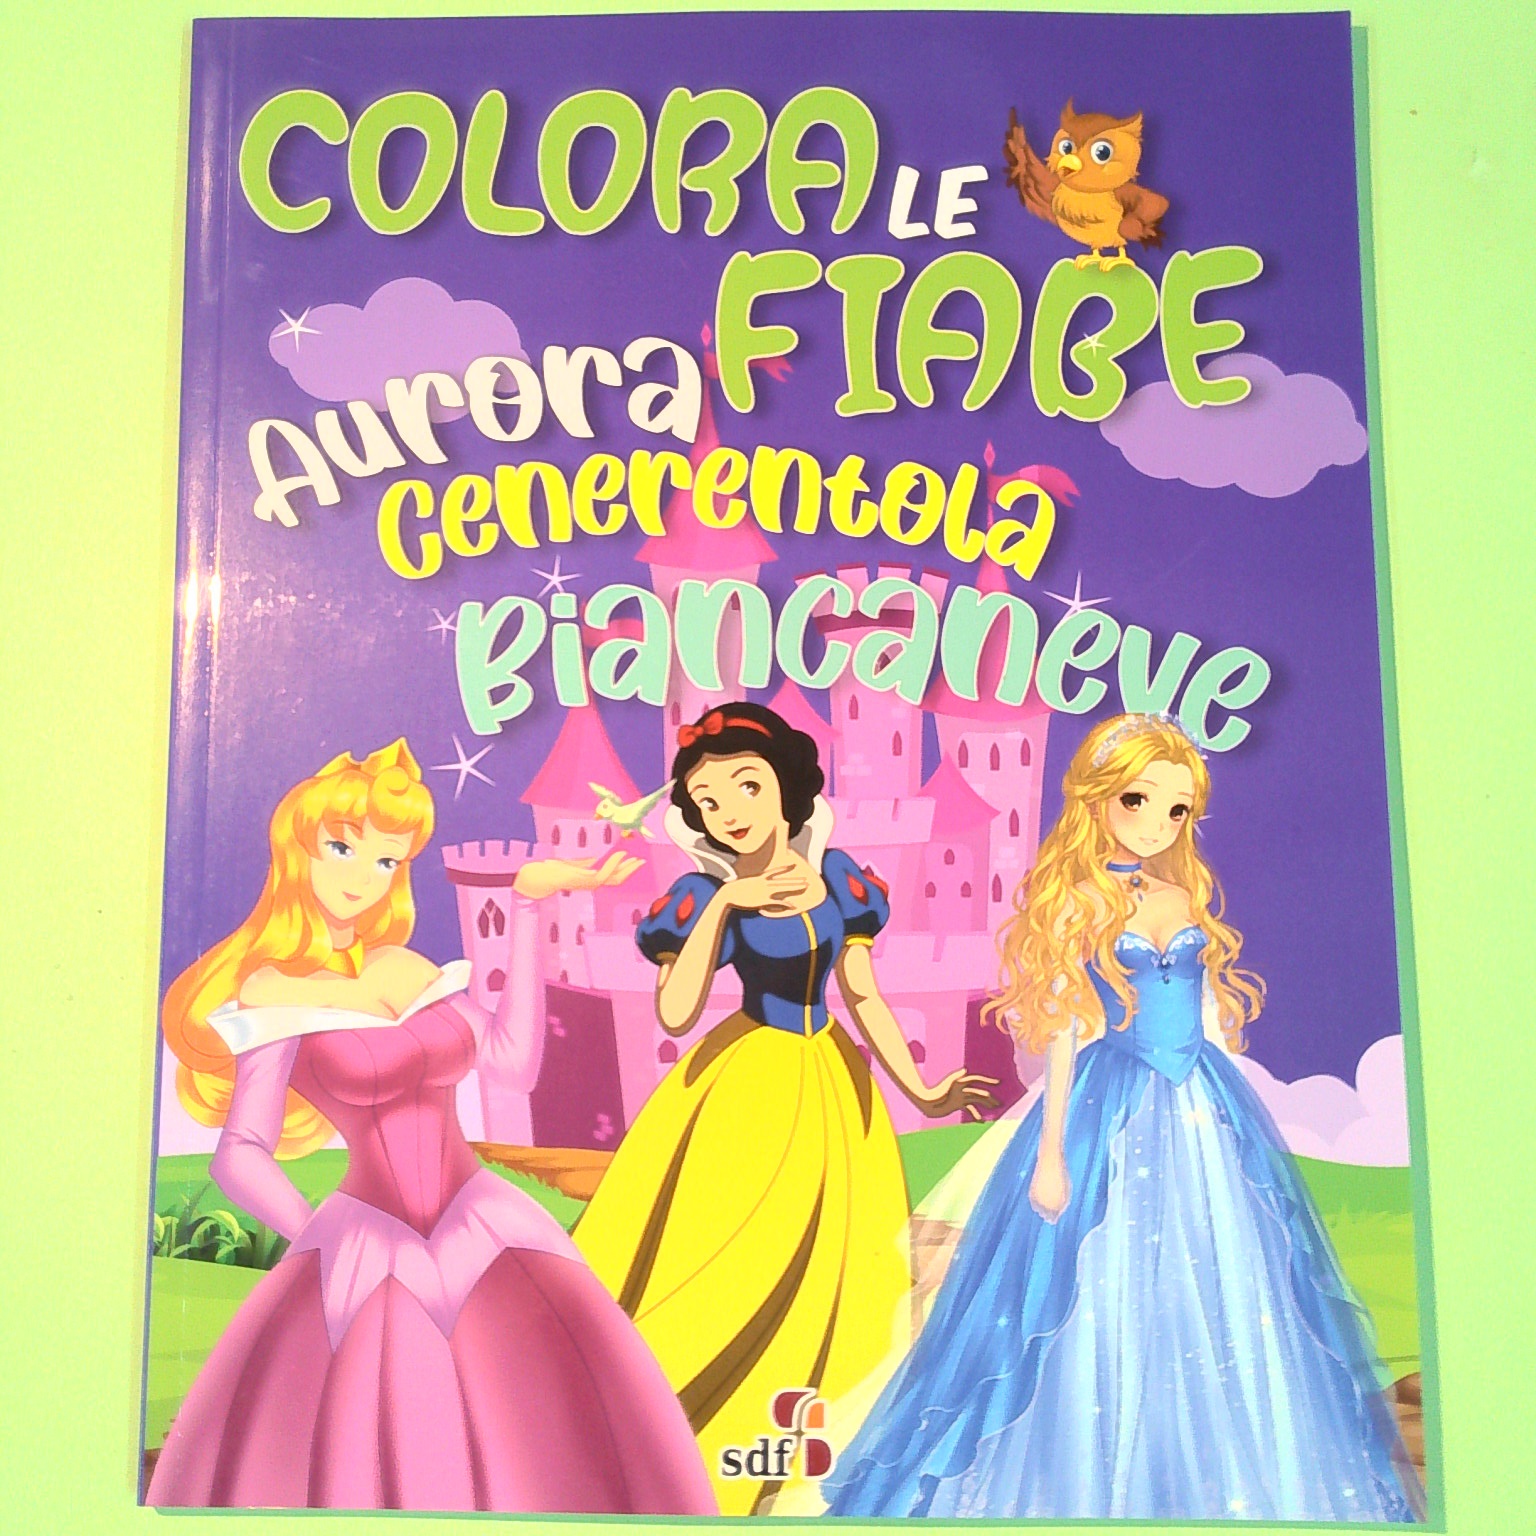 COLORA LE
FIABE
Aurora
Cenerentola
Biancaneve
sdf